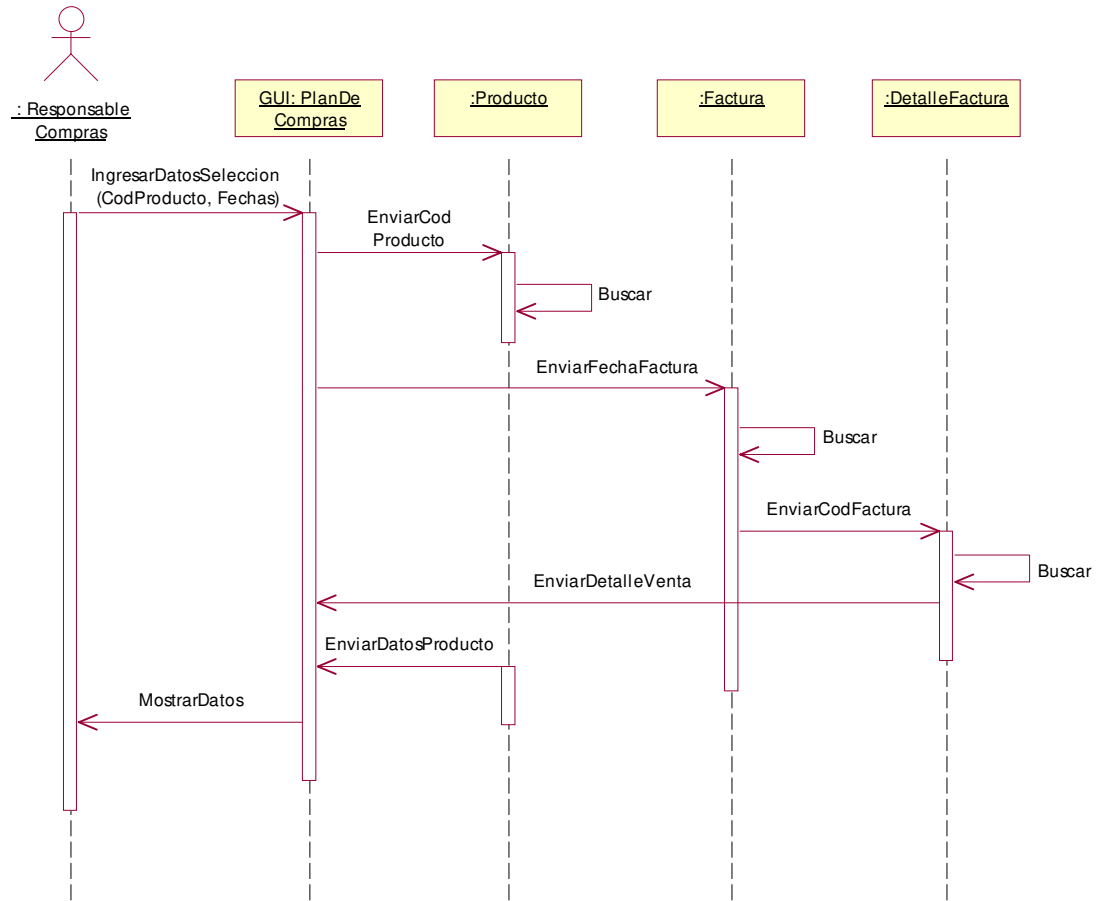 : Responsable
Compras
GUI: PlanDe
Compras
:Producto
:Factura
:DetalleFactura
IngresarDatosSeleccion
(CodProducto, Fechas)
EnviarCod
Producto
Buscar
EnviarFechaFactura
Buscar
EnviarCodFactura
Buscar
EnviarDetalleVenta
EnviarDatosProducto
MostrarDatos